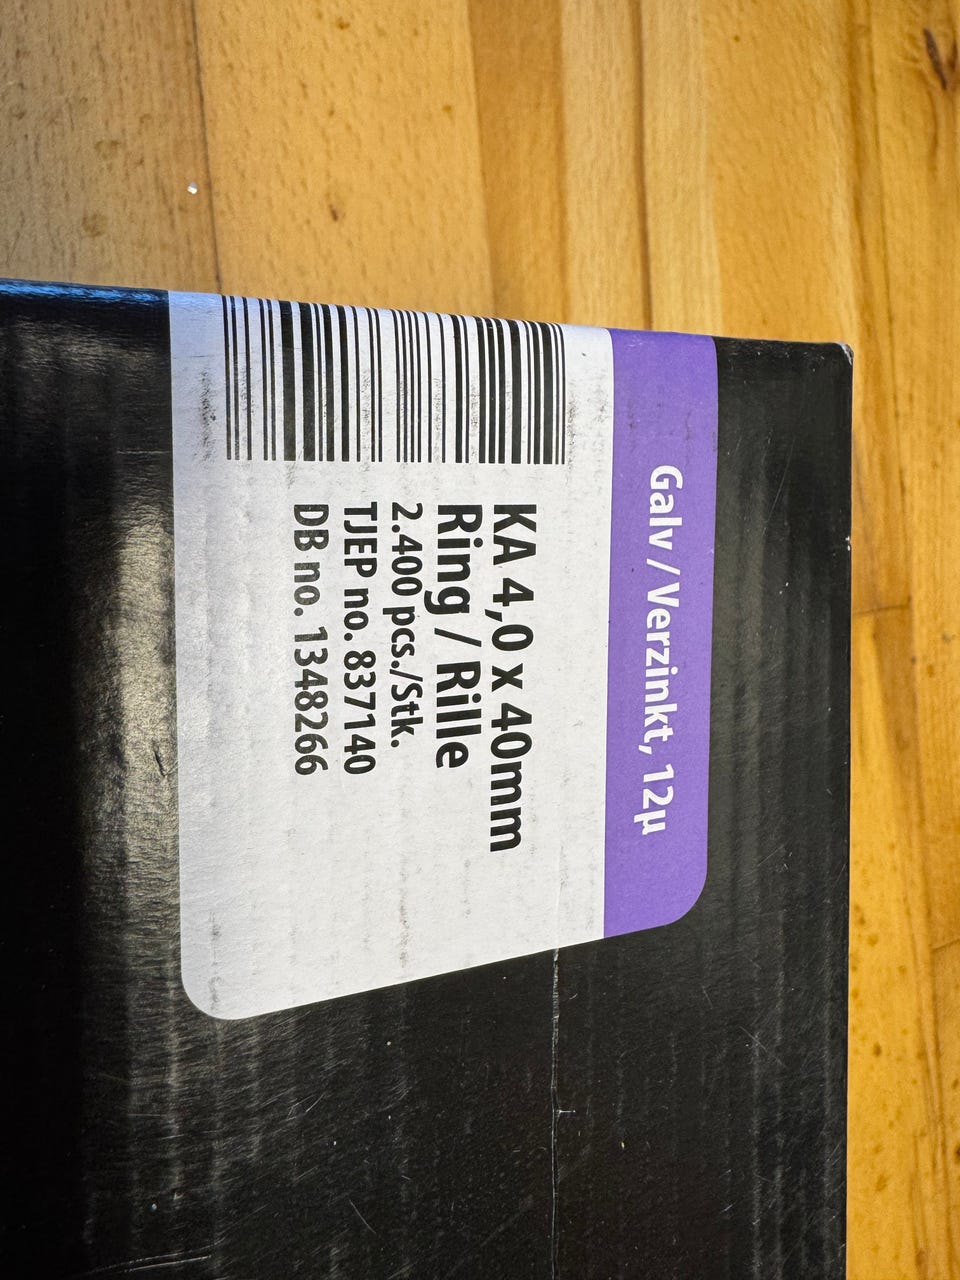 Galv / Verzinkt, 12µ
KA 4,0 x 40mm
Ring / Rille
2.400 pcs./Stk.
TJEP no. 837140
DB no. 1348266